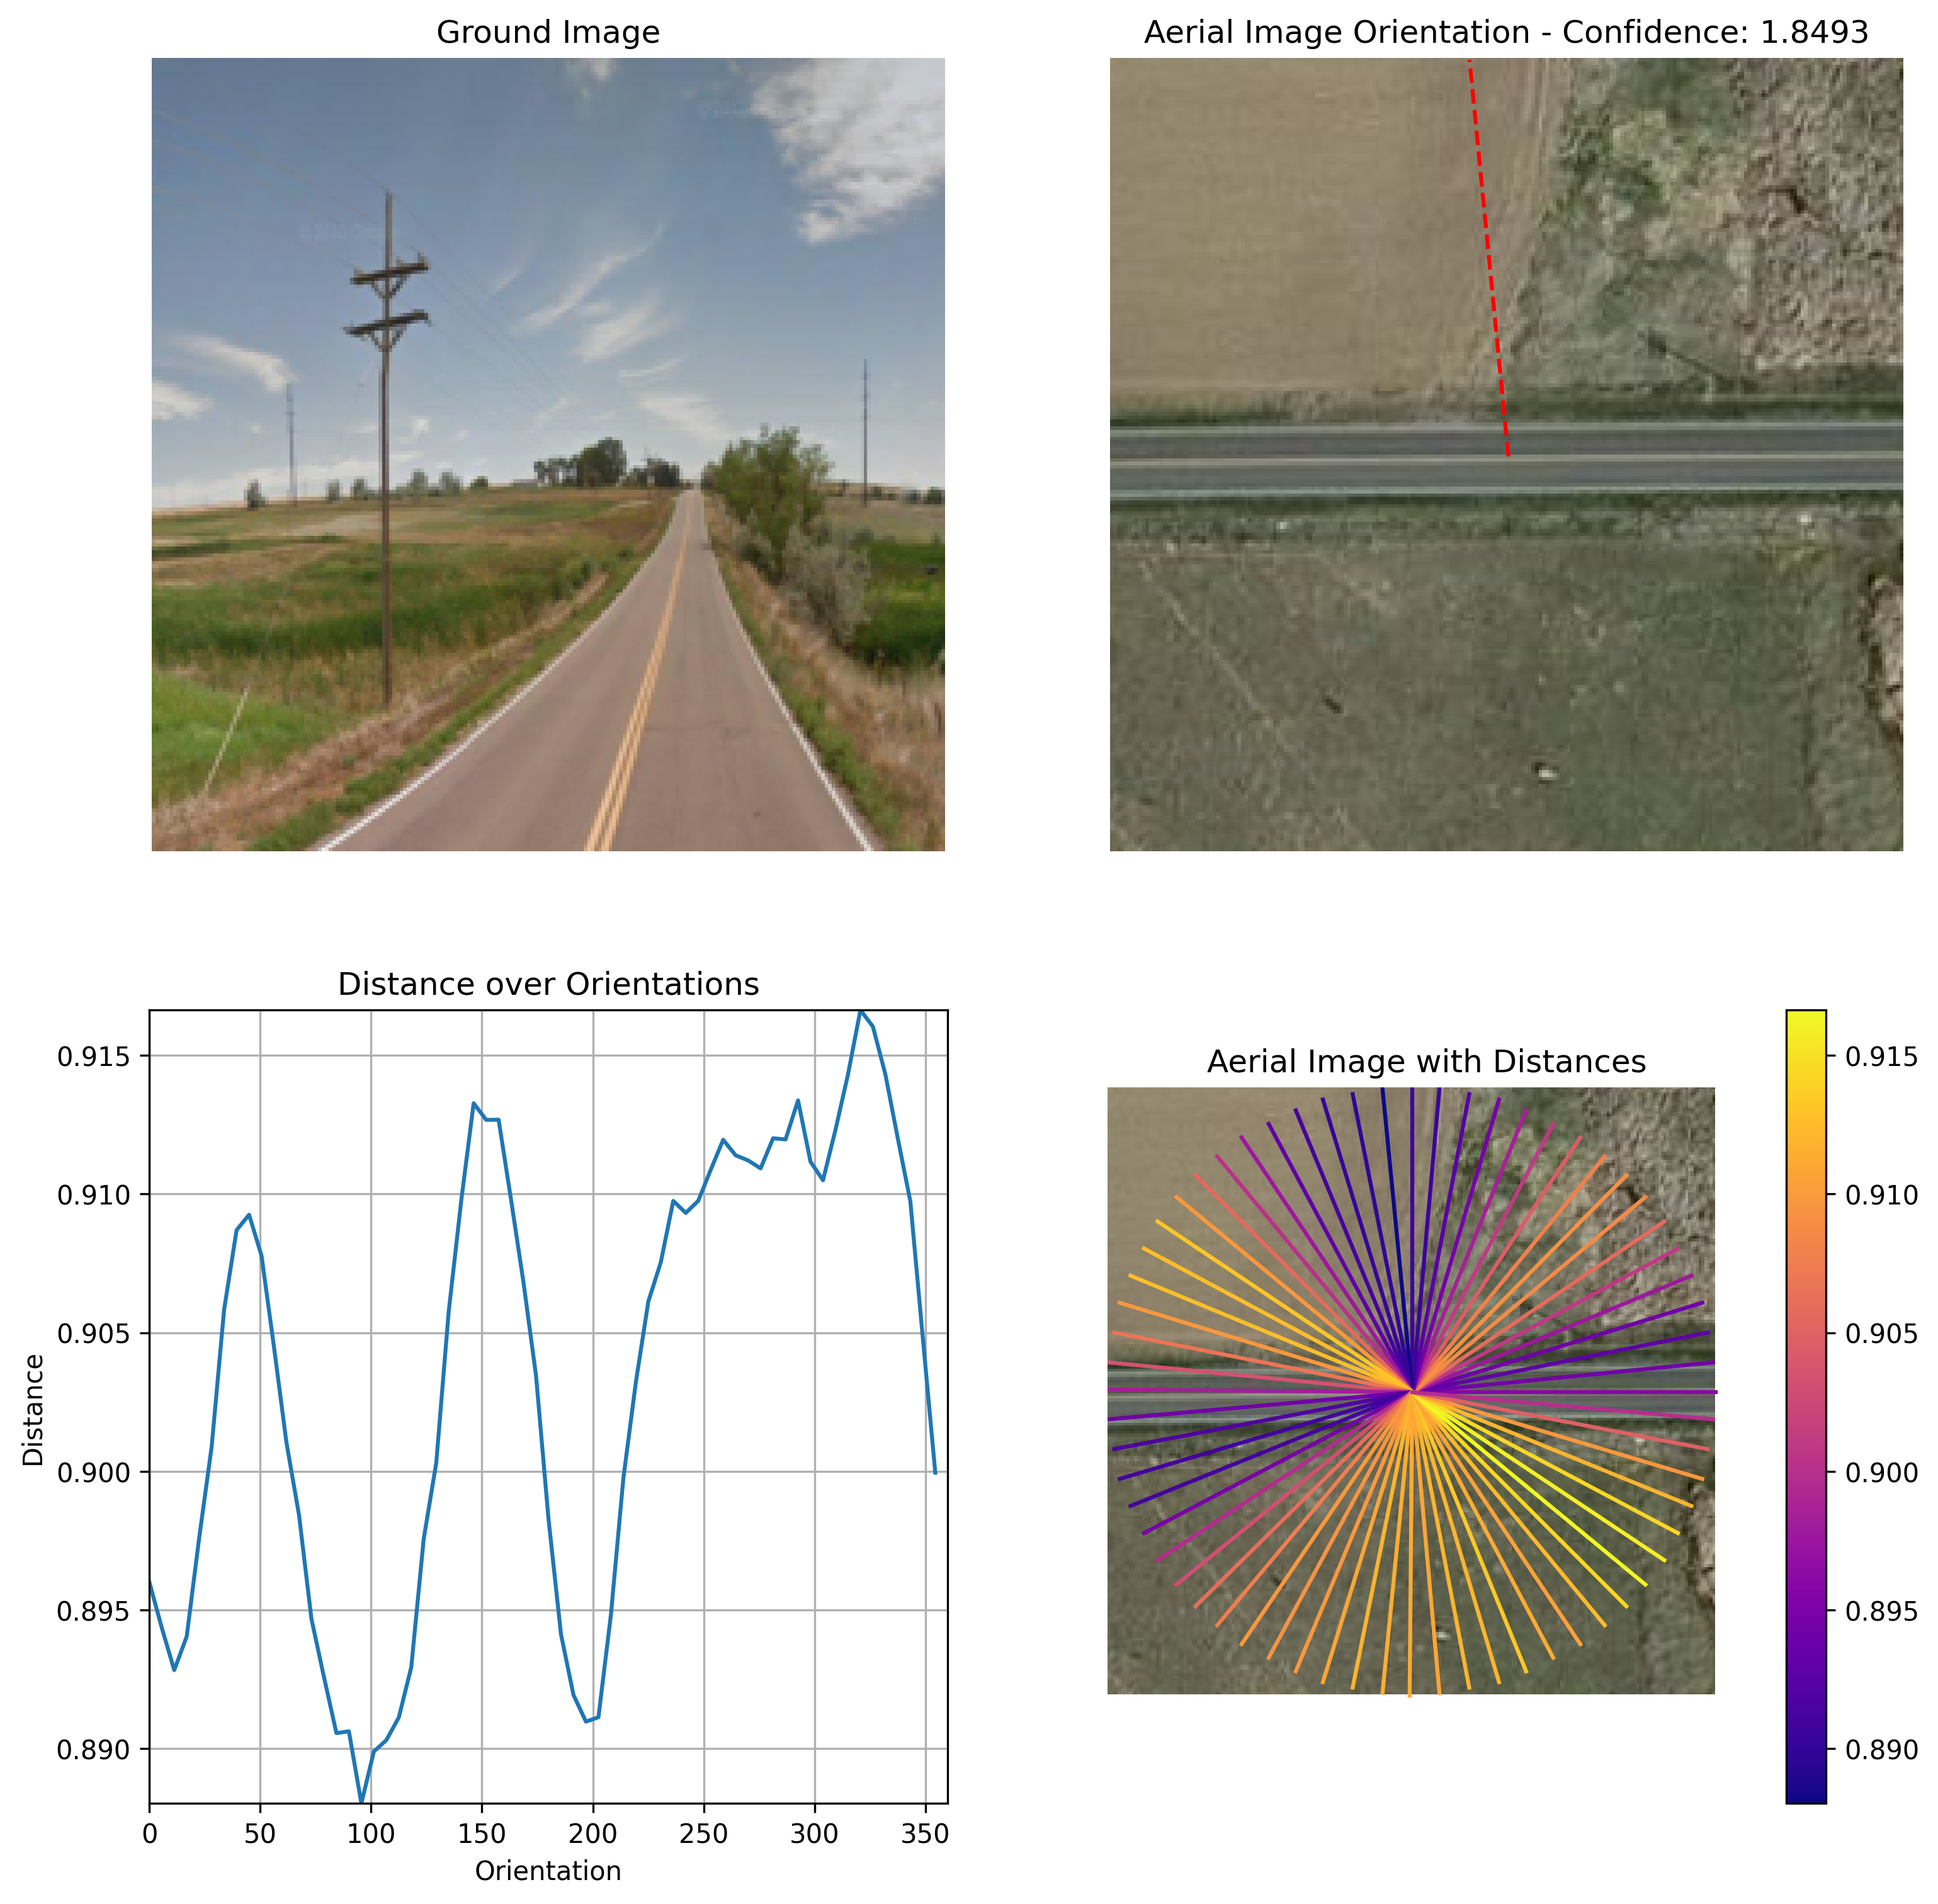 Ground Image
Aerial Image Orientation - Confidence: 1.8493
Distance over Orientations
0.915
0.910
0.905
0.900
0.895
0.890
Distance
0 50 100 150 200 250 300 350
Orientation
Aerial Image with Distances
0.915
0.910
0.905
0.900
0.895
0.890